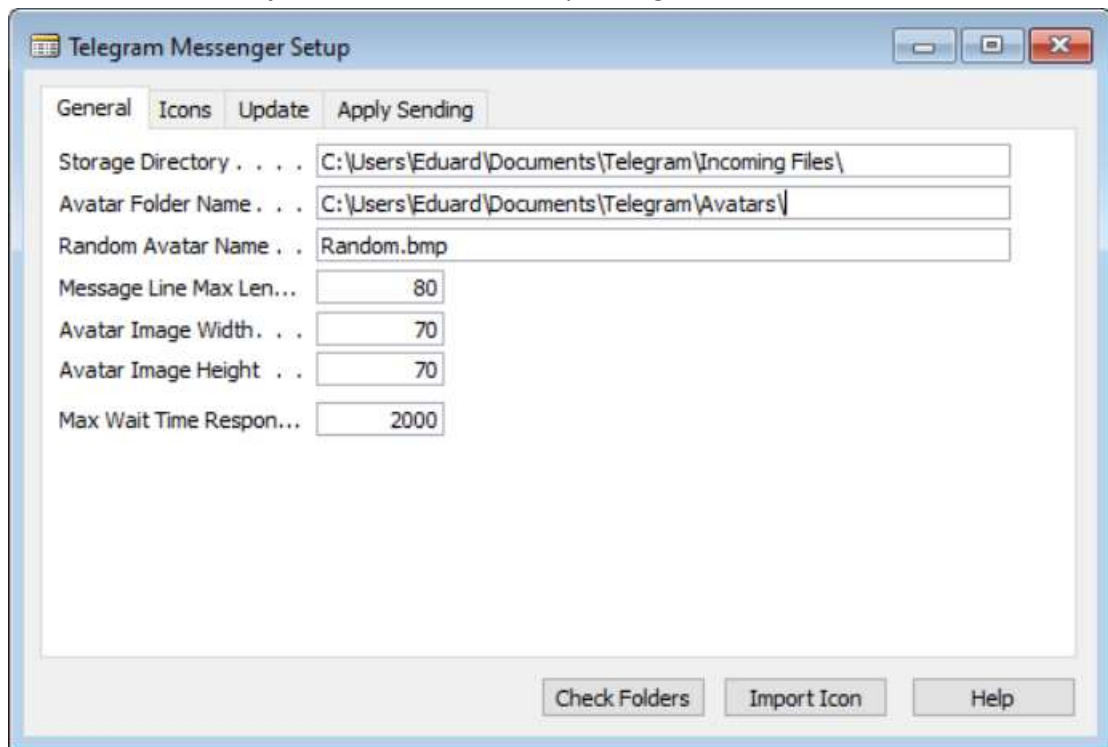 Telegram Messenger Setup
General Icons Update Apply Sending
Storage Directory . . . . C:\Users\Eduard\Documents\Telegram\Incoming Files\
Avatar Folder Name . . . C:\Users\Eduard\Documents\Telegram\Avatars\
Random Avatar Name . . Random.bmp
Message Line Max Len... 80
Avatar Image Width. . . 70
Avatar Image Height . . 70
Max Wait Time Respon... 2000
Check Folders Import Icon Help